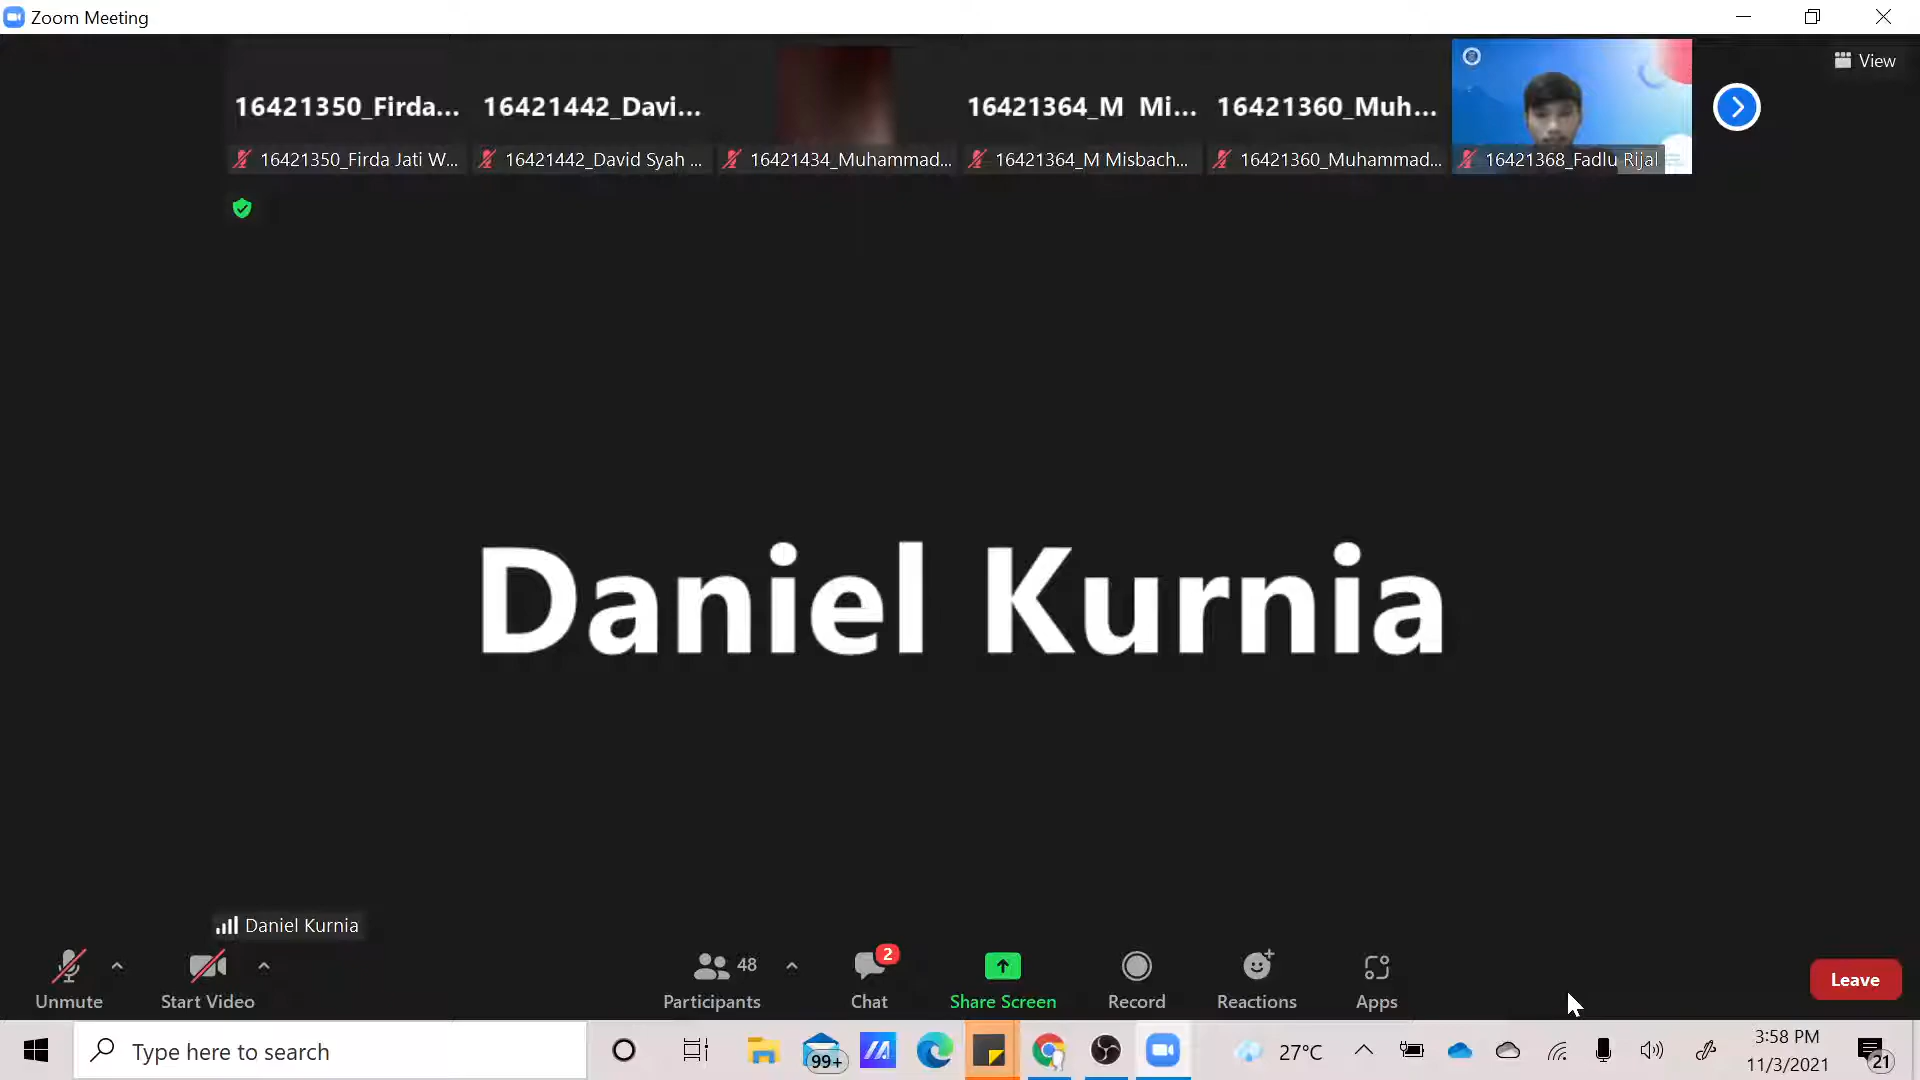 Zoom Meeting
View
16421350_Firda... 16421442_Davi... 16421364_M Mi... 16421360_Muh...
16421350_Firda Jati W... 16421442_David Syah ... 16421434_Muhammad... 16421364_M Misbach... 16421360_Muhammad... 16421368_Fadlu Rijal
Daniel Kurnia
Daniel Kurnia
48 2
Unmute Start Video Participants Chat Share Screen Record Reactions Apps Leave
Type here to search 99+ 27°C 3:58 PM
11/3/2021 21